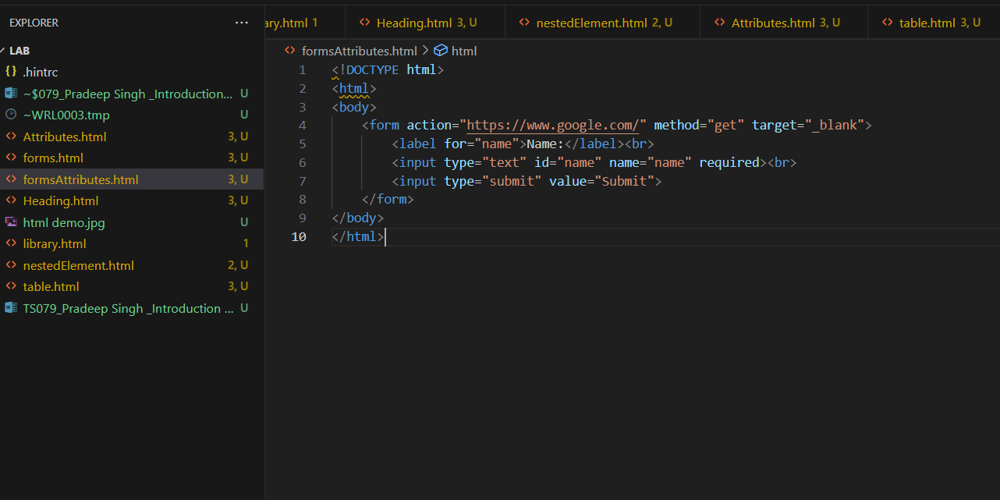 EXPLORER ···
LAB
{} .hintrc
~$079_Pradeep Singh _Introduction... U
~WRL0003.tmp U
Attributes.html 3, U
forms.html 3, U
formsAttributes.html 3, U
Heading.html 3, U
html demo.jpg U
library.html 1
nestedElement.html 2, U
table.html 3, U
TS079_Pradeep Singh _Introduction ... U
ary.html 1 Heading.html 3, U nestedElement.html 2, U Attributes.html 3, U table.html 3, U
formsAttributes.html > html
1 <!DOCTYPE html>
2 <html>
3 <body>
4 <form action="https://www.google.com/" method="get" target="_blank">
5 <label for="name">Name:</label><br>
6 <input type="text" id="name" name="name" required><br>
7 <input type="submit" value="Submit">
8 </form>
9 </body>
10 </html>